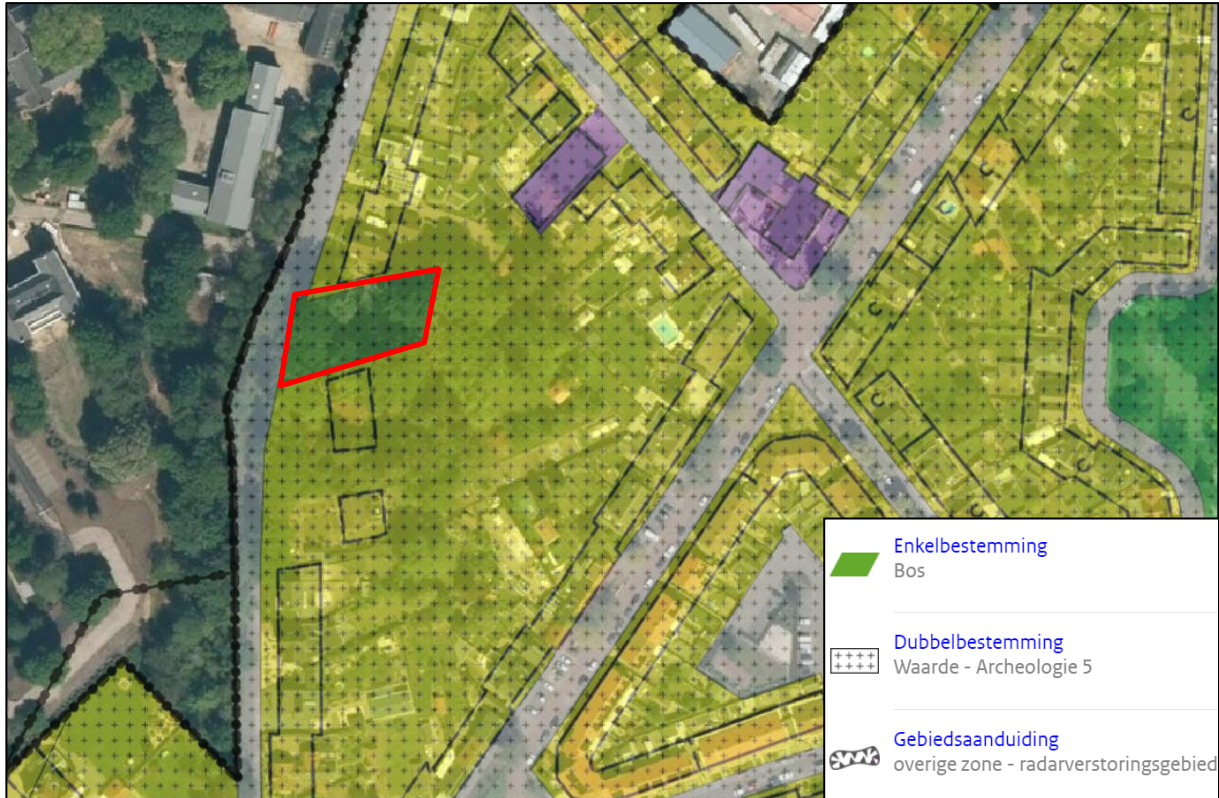 Enkelbestemming
Bos
Dubbelbestemming
Waarde - Archeologie 5
Gebiedsaanduiding
overige zone - radarverstoringsgebied